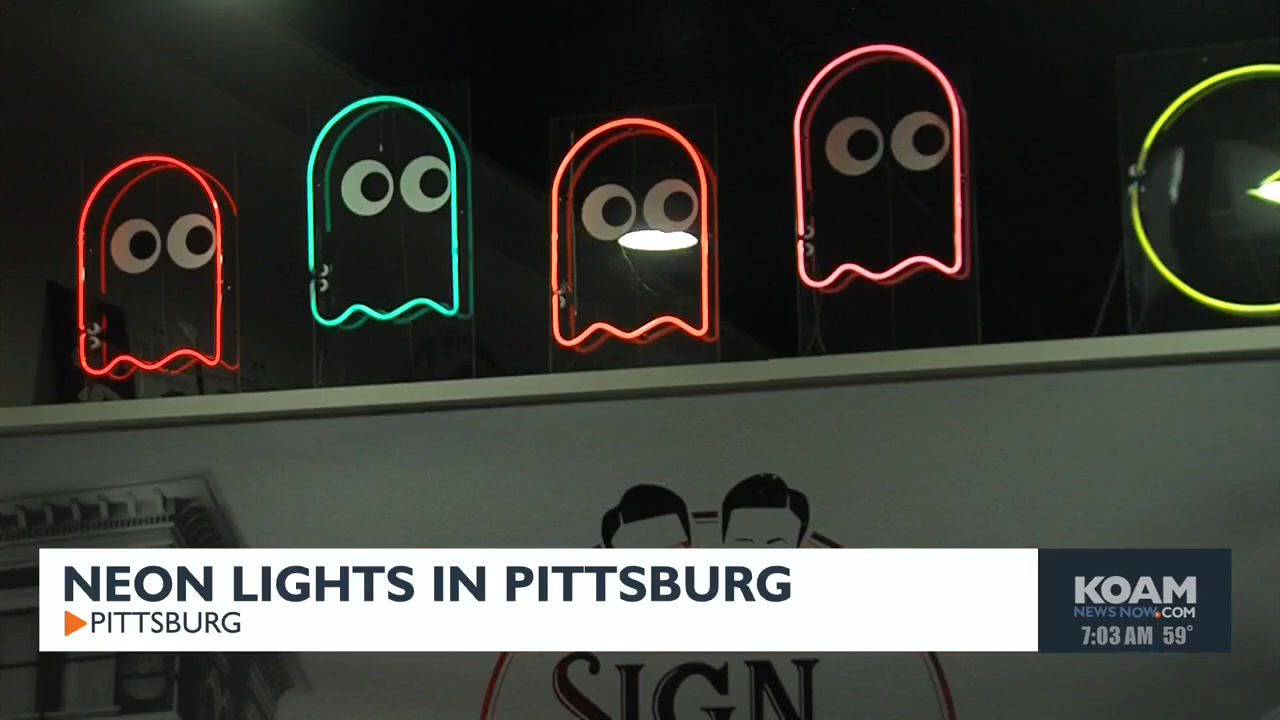 NEON LIGHTS IN PITTSBURG
PITTSBURG
KOAM
NEWS NOW.COM
7:03 AM 59°
SIGN